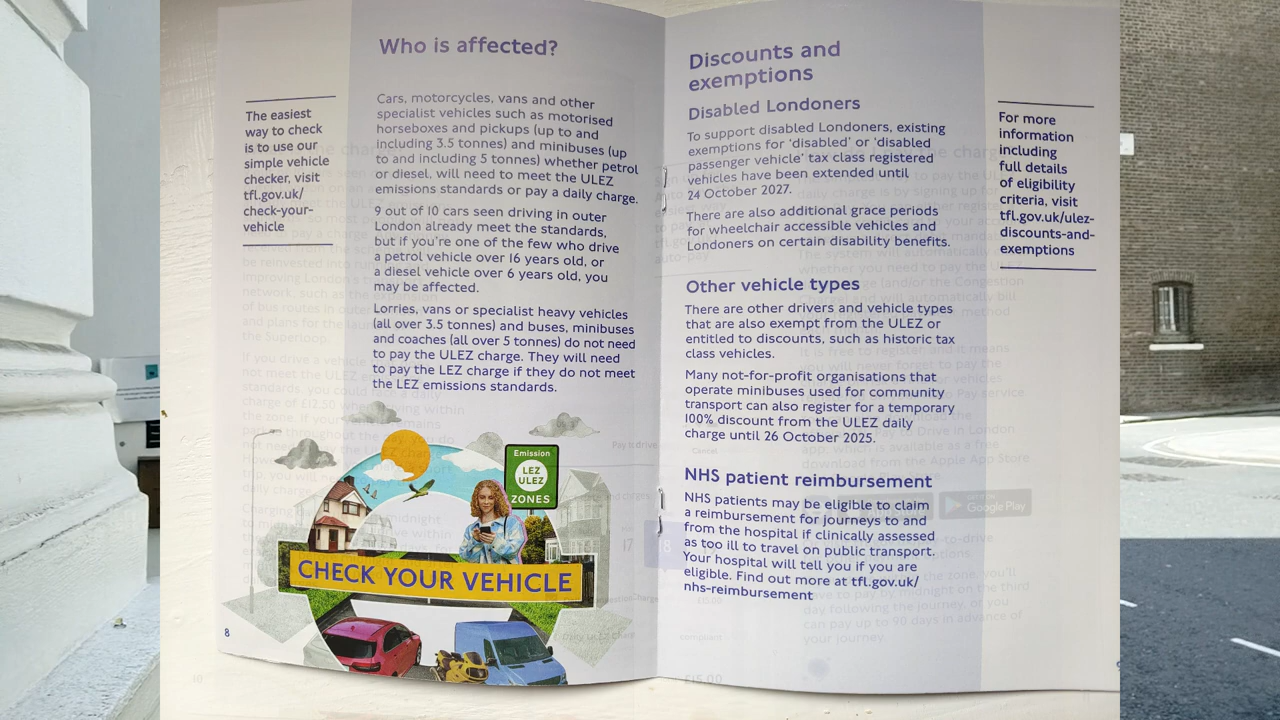 The easiest
way to check
is to use our
simple vehicle
checker, visit
tfl.gov.uk/
check-your-
vehicle
Who is affected?
Cars, motorcycles, vans and other
specialist vehicles such as motorised
horseboxes and pickups (up to and
including 3.5 tonnes) and minibuses (up
to and including 5 tonnes) whether petrol
or diesel, will need to meet the ULEZ
emissions standards or pay a daily charge.
9 out of 10 cars seen driving in outer
London already meet the standards,
but if you're one of the few who drive
a petrol vehicle over 16 years old, or
a diesel vehicle over 6 years old, you
may be affected.
Lorries, vans or specialist heavy vehicles
(all over 3.5 tonnes) and buses, minibuses
and coaches (all over 5 tonnes) do not need
to pay the ULEZ charge. They will need
to pay the LEZ charge if they do not meet
the LEZ emissions standards.
Emission
LEZ
ULEZ
ZONES
CHECK YOUR VEHICLE
8
Discounts and
exemptions
Disabled Londoners
To support disabled Londoners, existing
exemptions for 'disabled' or 'disabled
passenger vehicle' tax class registered
vehicles have been extended until
24 October 2027.
There are also additional grace periods
for wheelchair accessible vehicles and
Londoners on certain disability benefits.
Other vehicle types
There are other drivers and vehicle types
that are also exempt from the ULEZ or
entitled to discounts, such as historic tax
class vehicles.
Many not-for-profit organisations that
operate minibuses used for community
transport can also register for a temporary
100% discount from the ULEZ daily
charge until 26 October 2025.
NHS patient reimbursement
NHS patients may be eligible to claim
a reimbursement for journeys to and
from the hospital if clinically assessed
as too ill to travel on public transport.
Your hospital will tell you if you are
eligible. Find out more at tfl.gov.uk/
nhs-reimbursement
For more
information
including
full details
of eligibility
criteria, visit
tfl.gov.uk/ulez-
discounts-and-
exemptions